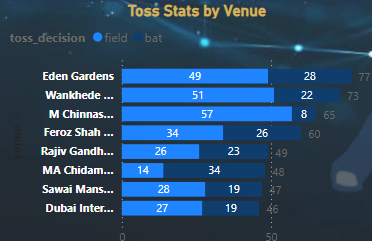 Toss Stats by Venue
toss_decision field bat
Eden Gardens 49 28 77
Wankhede ... 51 22 73
M Chinnas... 57 8 65
Feroz Shah ... 34 26 60
Rajiv Gandh... 26 23 49
MA Chidam... 14 34 48
Sawai Mans... 28 19 47
Dubai Inter... 27 19 46
0 50